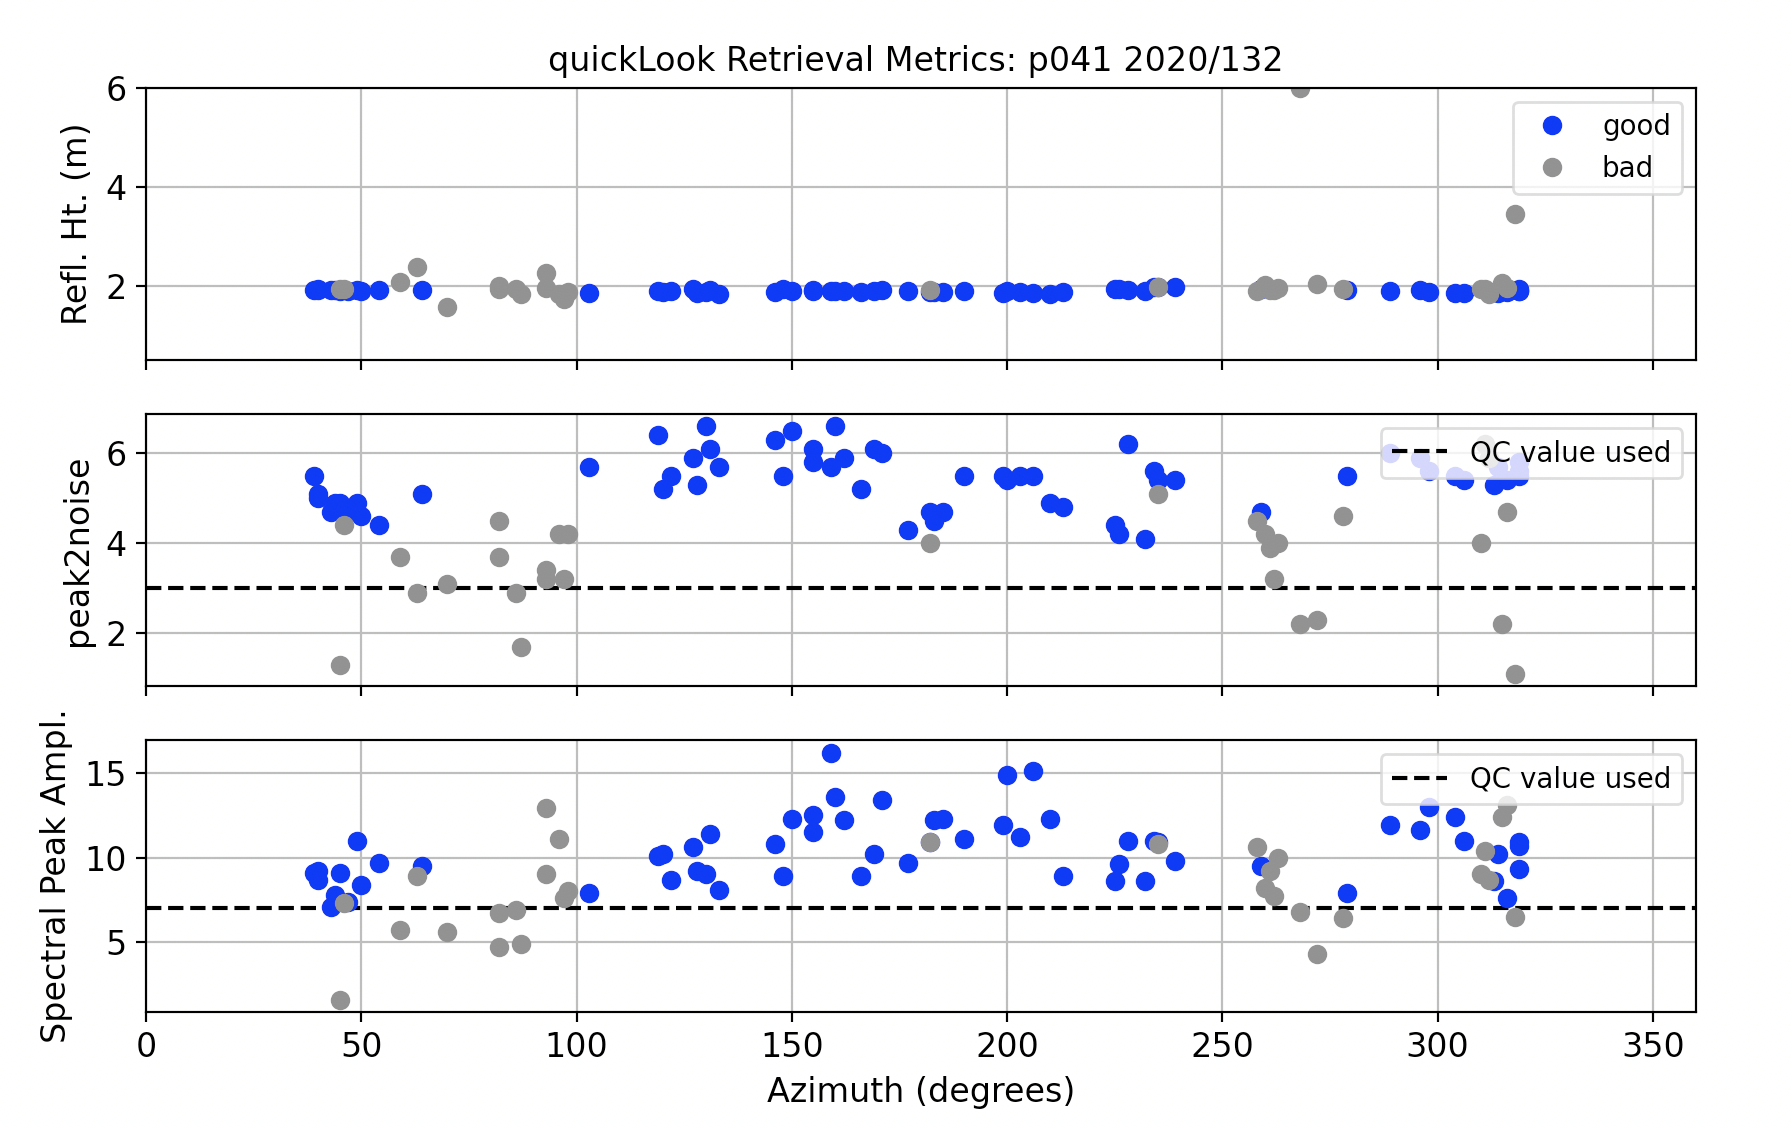 quickLook Retrieval Metrics: p041 2020/132
Refl. Ht. (m)
6
4
2
good
bad
peak2noise
6
4
2
QC value used
Spectral Peak Ampl.
15
10
5
QC value used
0 50 100 150 200 250 300 350
Azimuth (degrees)